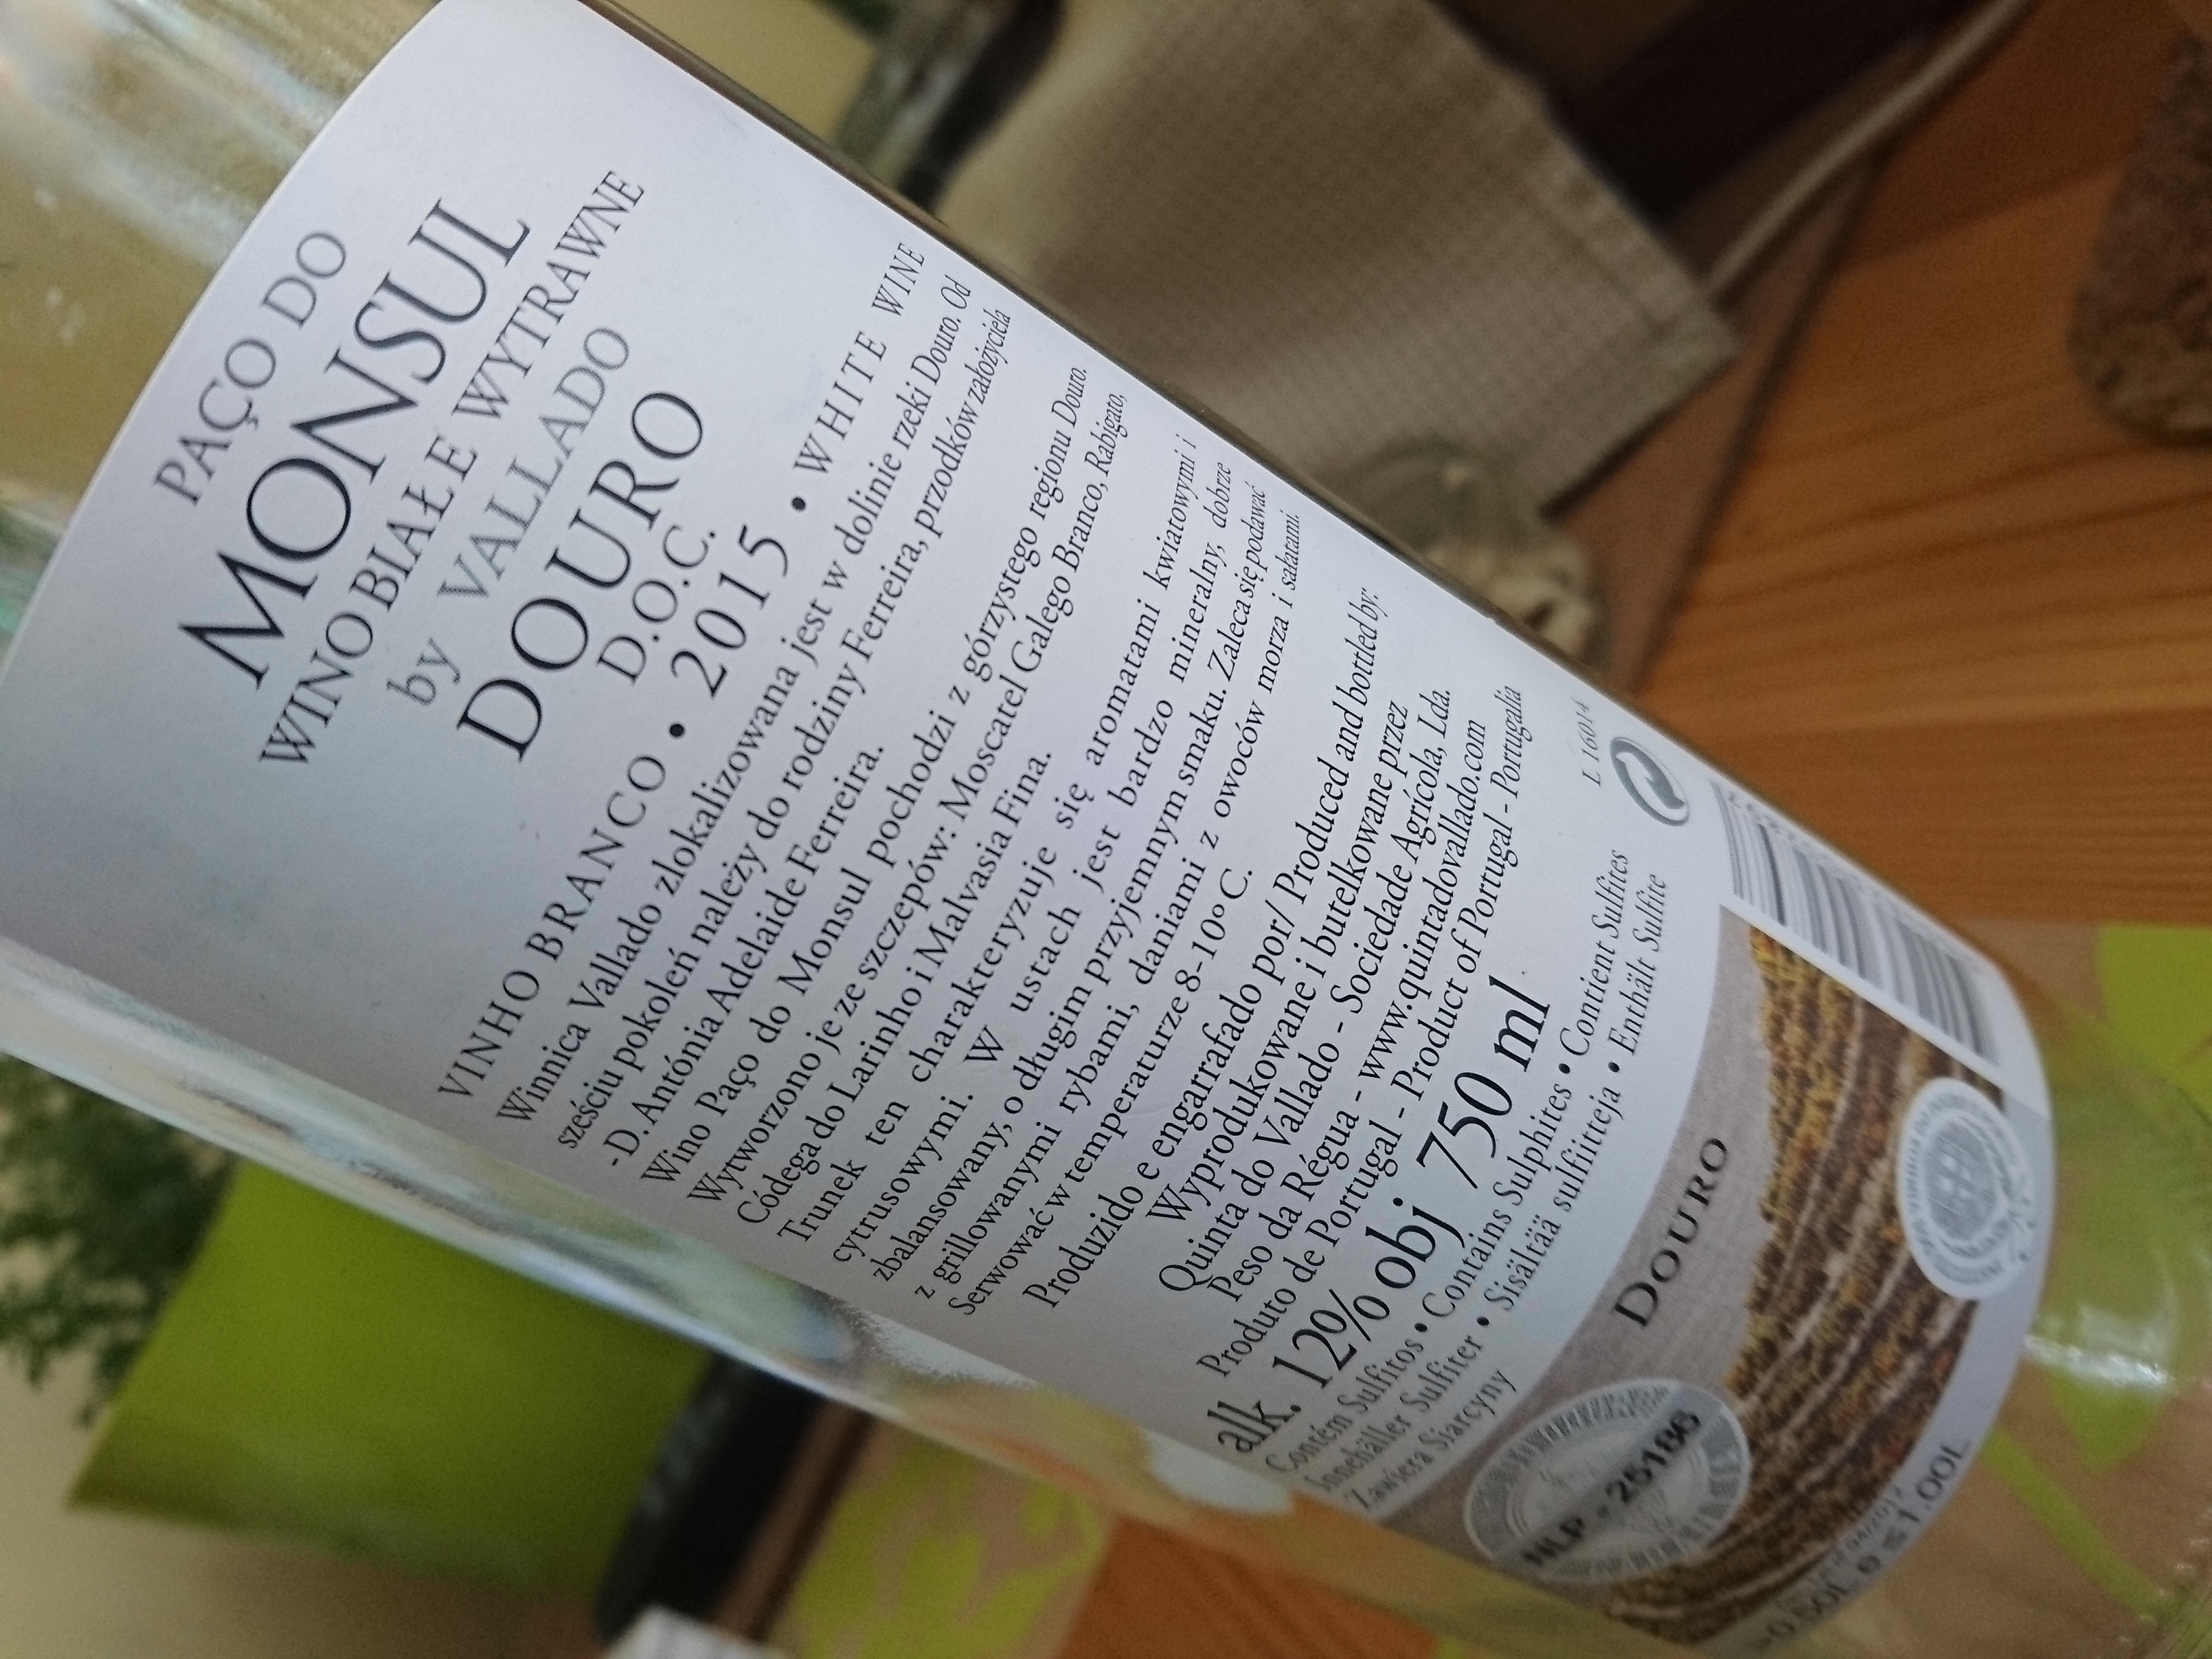 PAÇO DO
MONSUL
WINO BIAŁE WYTRAWNE
by VALLADO
DOURO
D.O.C.
VINHO BRANCO • 2015 • WHITE WINE
Winnica Vallado zlokalizowana jest w dolinie rzeki Douro. Od
sześciu pokoleń należy do rodziny Ferreira, przodków założyciela
- D. Antónia Adelaide Ferreira.
Wino Paço do Monsul pochodzi z górzystego regionu Douro.
Wytworzono je ze szczepów: Moscatel Galego Branco, Rabigato,
Códega do Larinho i Malvasia Fina.
Trunek ten charakteryzuje się aromatami kwiatowymi i
cytrusowymi. W ustach jest bardzo mineralny, dobrze
zbalansowany, o długim przyjemnym smaku. Zaleca się podawać
z grillowanymi rybami, daniami z owoców morza i sałatami.
Serwować w temperaturze 8-10º C.
Produzido e engarrafado por/ Produced and bottled by:
Wyprodukowane i butelkowane przez
Quinta do Vallado - Sociedade Agrícola, Lda.
Peso da Régua - www.quintadovallado.com
Produto de Portugal - Product of Portugal - Portugalia
alk. 12% obj 750 ml
L 16014
Contém Sulfitos • Contains Sulphites • Contient Sulfites
Innehåller Sulfiter • Sisältää sulfiitteja • Enthält Sulfite
Zawiera Siarczyny
DOURO
NLP - 25186
0.50L 0 ≤1.00L